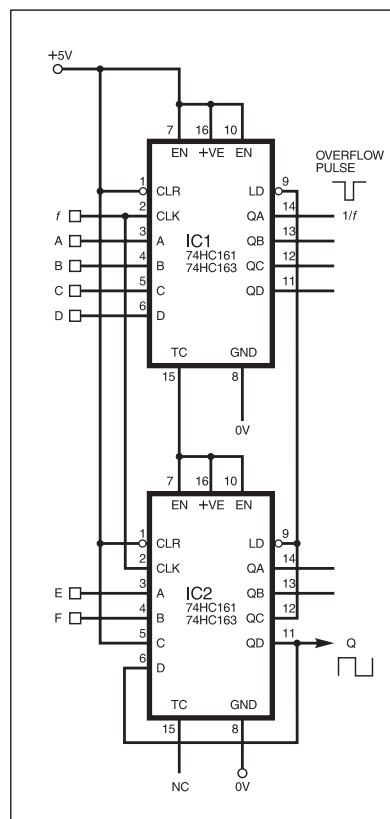 +5V
7 16 10
EN +VE EN
OVERFLOW
PULSE
1 CLR LD 9
f 2 CLK QA 14 1/f
A 3 A QB 13
B 4 B IC1 QC 12
C 5 C 74HC161 QD 11
D 6 D 74HC163
TC GND
15 8
0V
7 16 10
EN +VE EN
1 CLR LD 9
2 CLK QA 14
E 3 A QB 13
F 4 B IC2 QC 12
5 C 74HC161 QD 11 Q
6 D 74HC163
TC GND
15 8
NC 0V